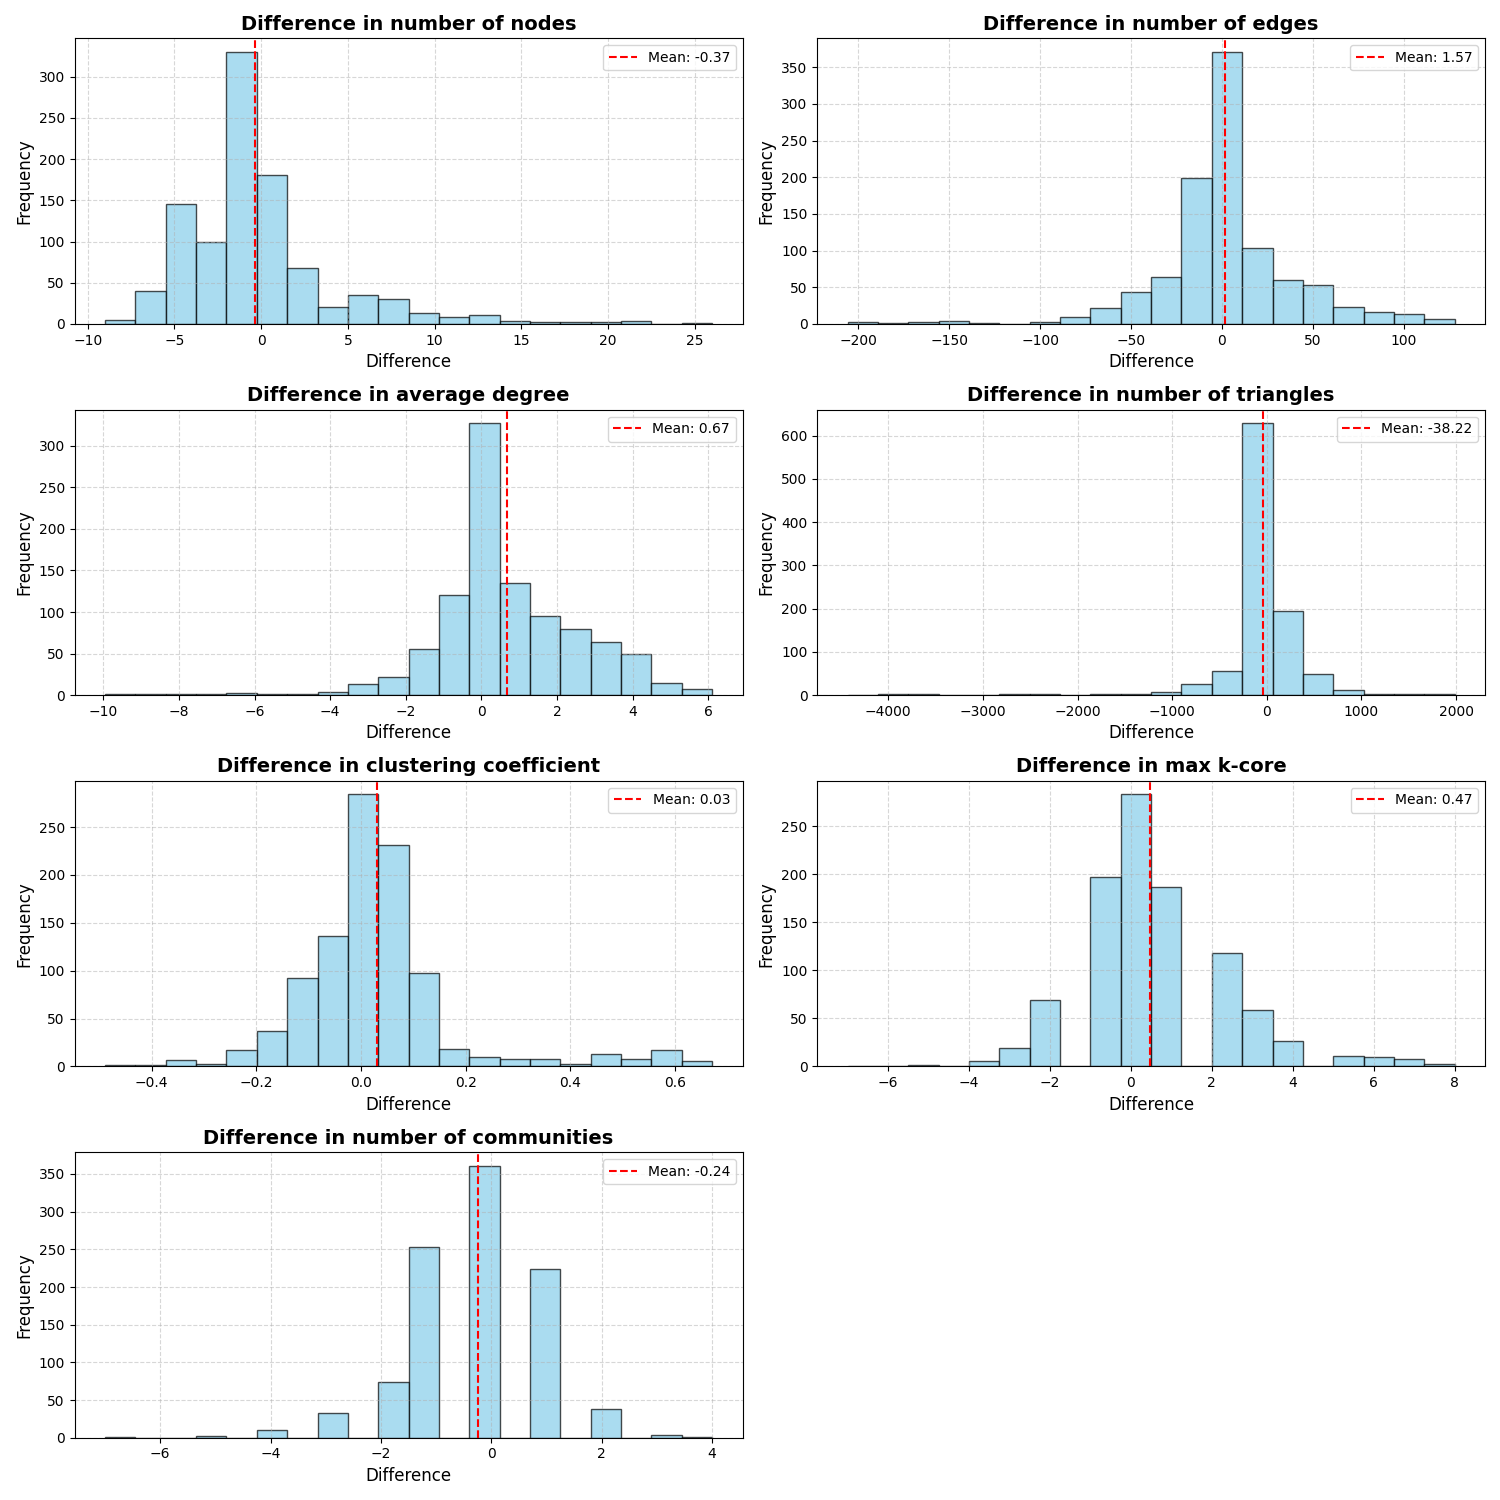 Difference in number of nodes
Mean: -0.37
Frequency
300
250
200
150
100
50
0
−10 −5 0 5 10 15 20 25
Difference
Difference in number of edges
Mean: 1.57
Frequency
350
300
250
200
150
100
50
0
−200 −150 −100 −50 0 50 100
Difference
Difference in average degree
Mean: 0.67
Frequency
300
250
200
150
100
50
0
−10 −8 −6 −4 −2 0 2 4 6
Difference
Difference in number of triangles
Mean: -38.22
Frequency
600
500
400
300
200
100
0
−4000 −3000 −2000 −1000 0 1000 2000
Difference
Difference in clustering coefficient
Mean: 0.03
Frequency
250
200
150
100
50
0
−0.4 −0.2 0.0 0.2 0.4 0.6
Difference
Difference in max k-core
Mean: 0.47
Frequency
250
200
150
100
50
0
−6 −4 −2 0 2 4 6 8
Difference
Difference in number of communities
Mean: -0.24
Frequency
350
300
250
200
150
100
50
0
−6 −4 −2 0 2 4
Difference